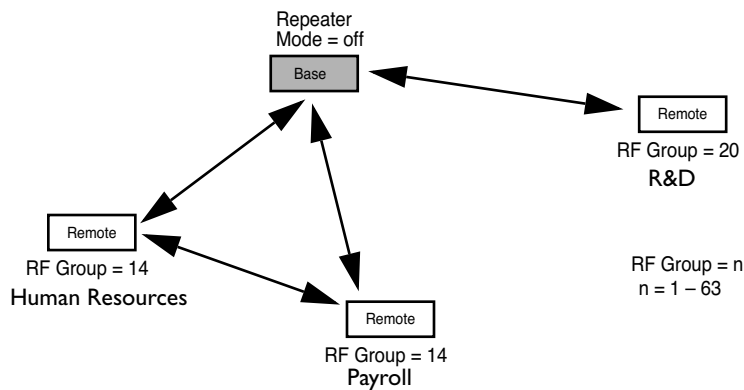 Repeater
Mode = off
Base
Remote
RF Group = 20
R&D
Remote
RF Group = 14
Human Resources
RF Group = n
n = 1 – 63
Remote
RF Group = 14
Payroll